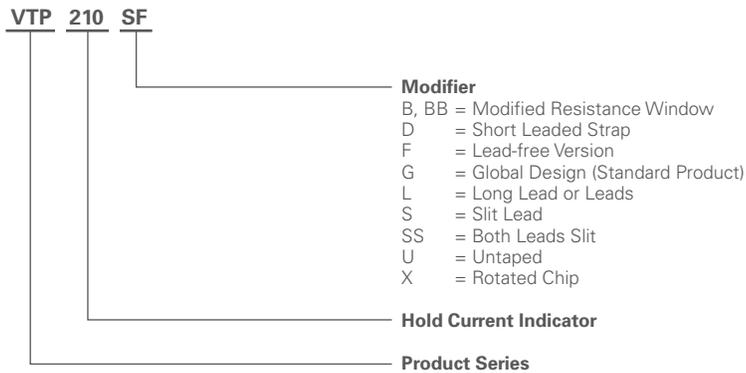 VTP 210 SF
Modifier
B, BB = Modified Resistance Window
D = Short Leaded Strap
F = Lead-free Version
G = Global Design (Standard Product)
L = Long Lead or Leads
S = Slit Lead
SS = Both Leads Slit
U = Untaped
X = Rotated Chip
Hold Current Indicator
Product Series